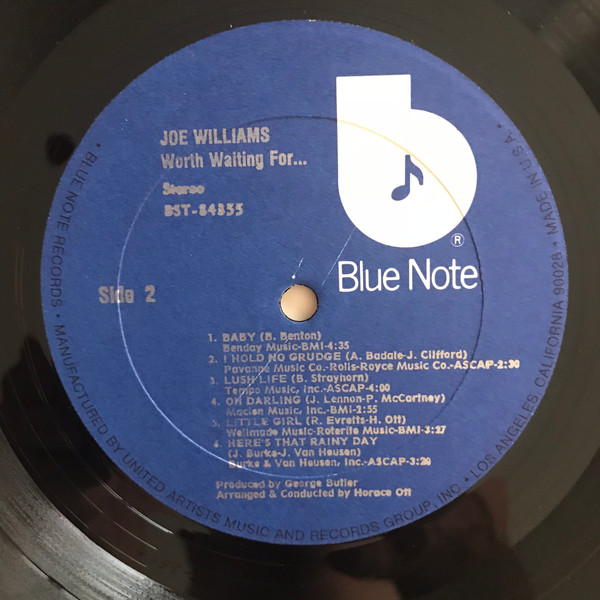 JOE WILLIAMS
Worth Waiting For...
Stereo
BST-84355
®
Blue Note
Side 2
1. BABY (B. Benton)
Benday Music-BMI-4:35
2. I HOLD NO GRUDGE (A. Badale-J. Clifford)
Pavanne Music Co.-Rolls-Royce Music Co.-ASCAP-2:30
3. LUSH LIFE (B. Strayhorn)
Tempo Music, Inc.-ASCAP-4:00
4. OH DARLING (J. Lennon-P. McCartney)
Maclen Music, Inc.-BMI-2:55
5. LITTLE GIRL (R. Evretts-H. Ott)
Wellmade Music-Roterite Music-BMI-3:27
6. HERE'S THAT RAINY DAY
(J. Burke-J. Van Heusen)
Burke & Van Heusen, Inc.-ASCAP-3:20
Produced by George Butler
Arranged & Conducted by Horace Ott
• BLUE NOTE RECORDS • MANUFACTURED BY UNITED ARTISTS MUSIC AND RECORDS GROUP, INC. • LOS ANGELES, CALIFORNIA 90028 • MADE IN U.S.A. •